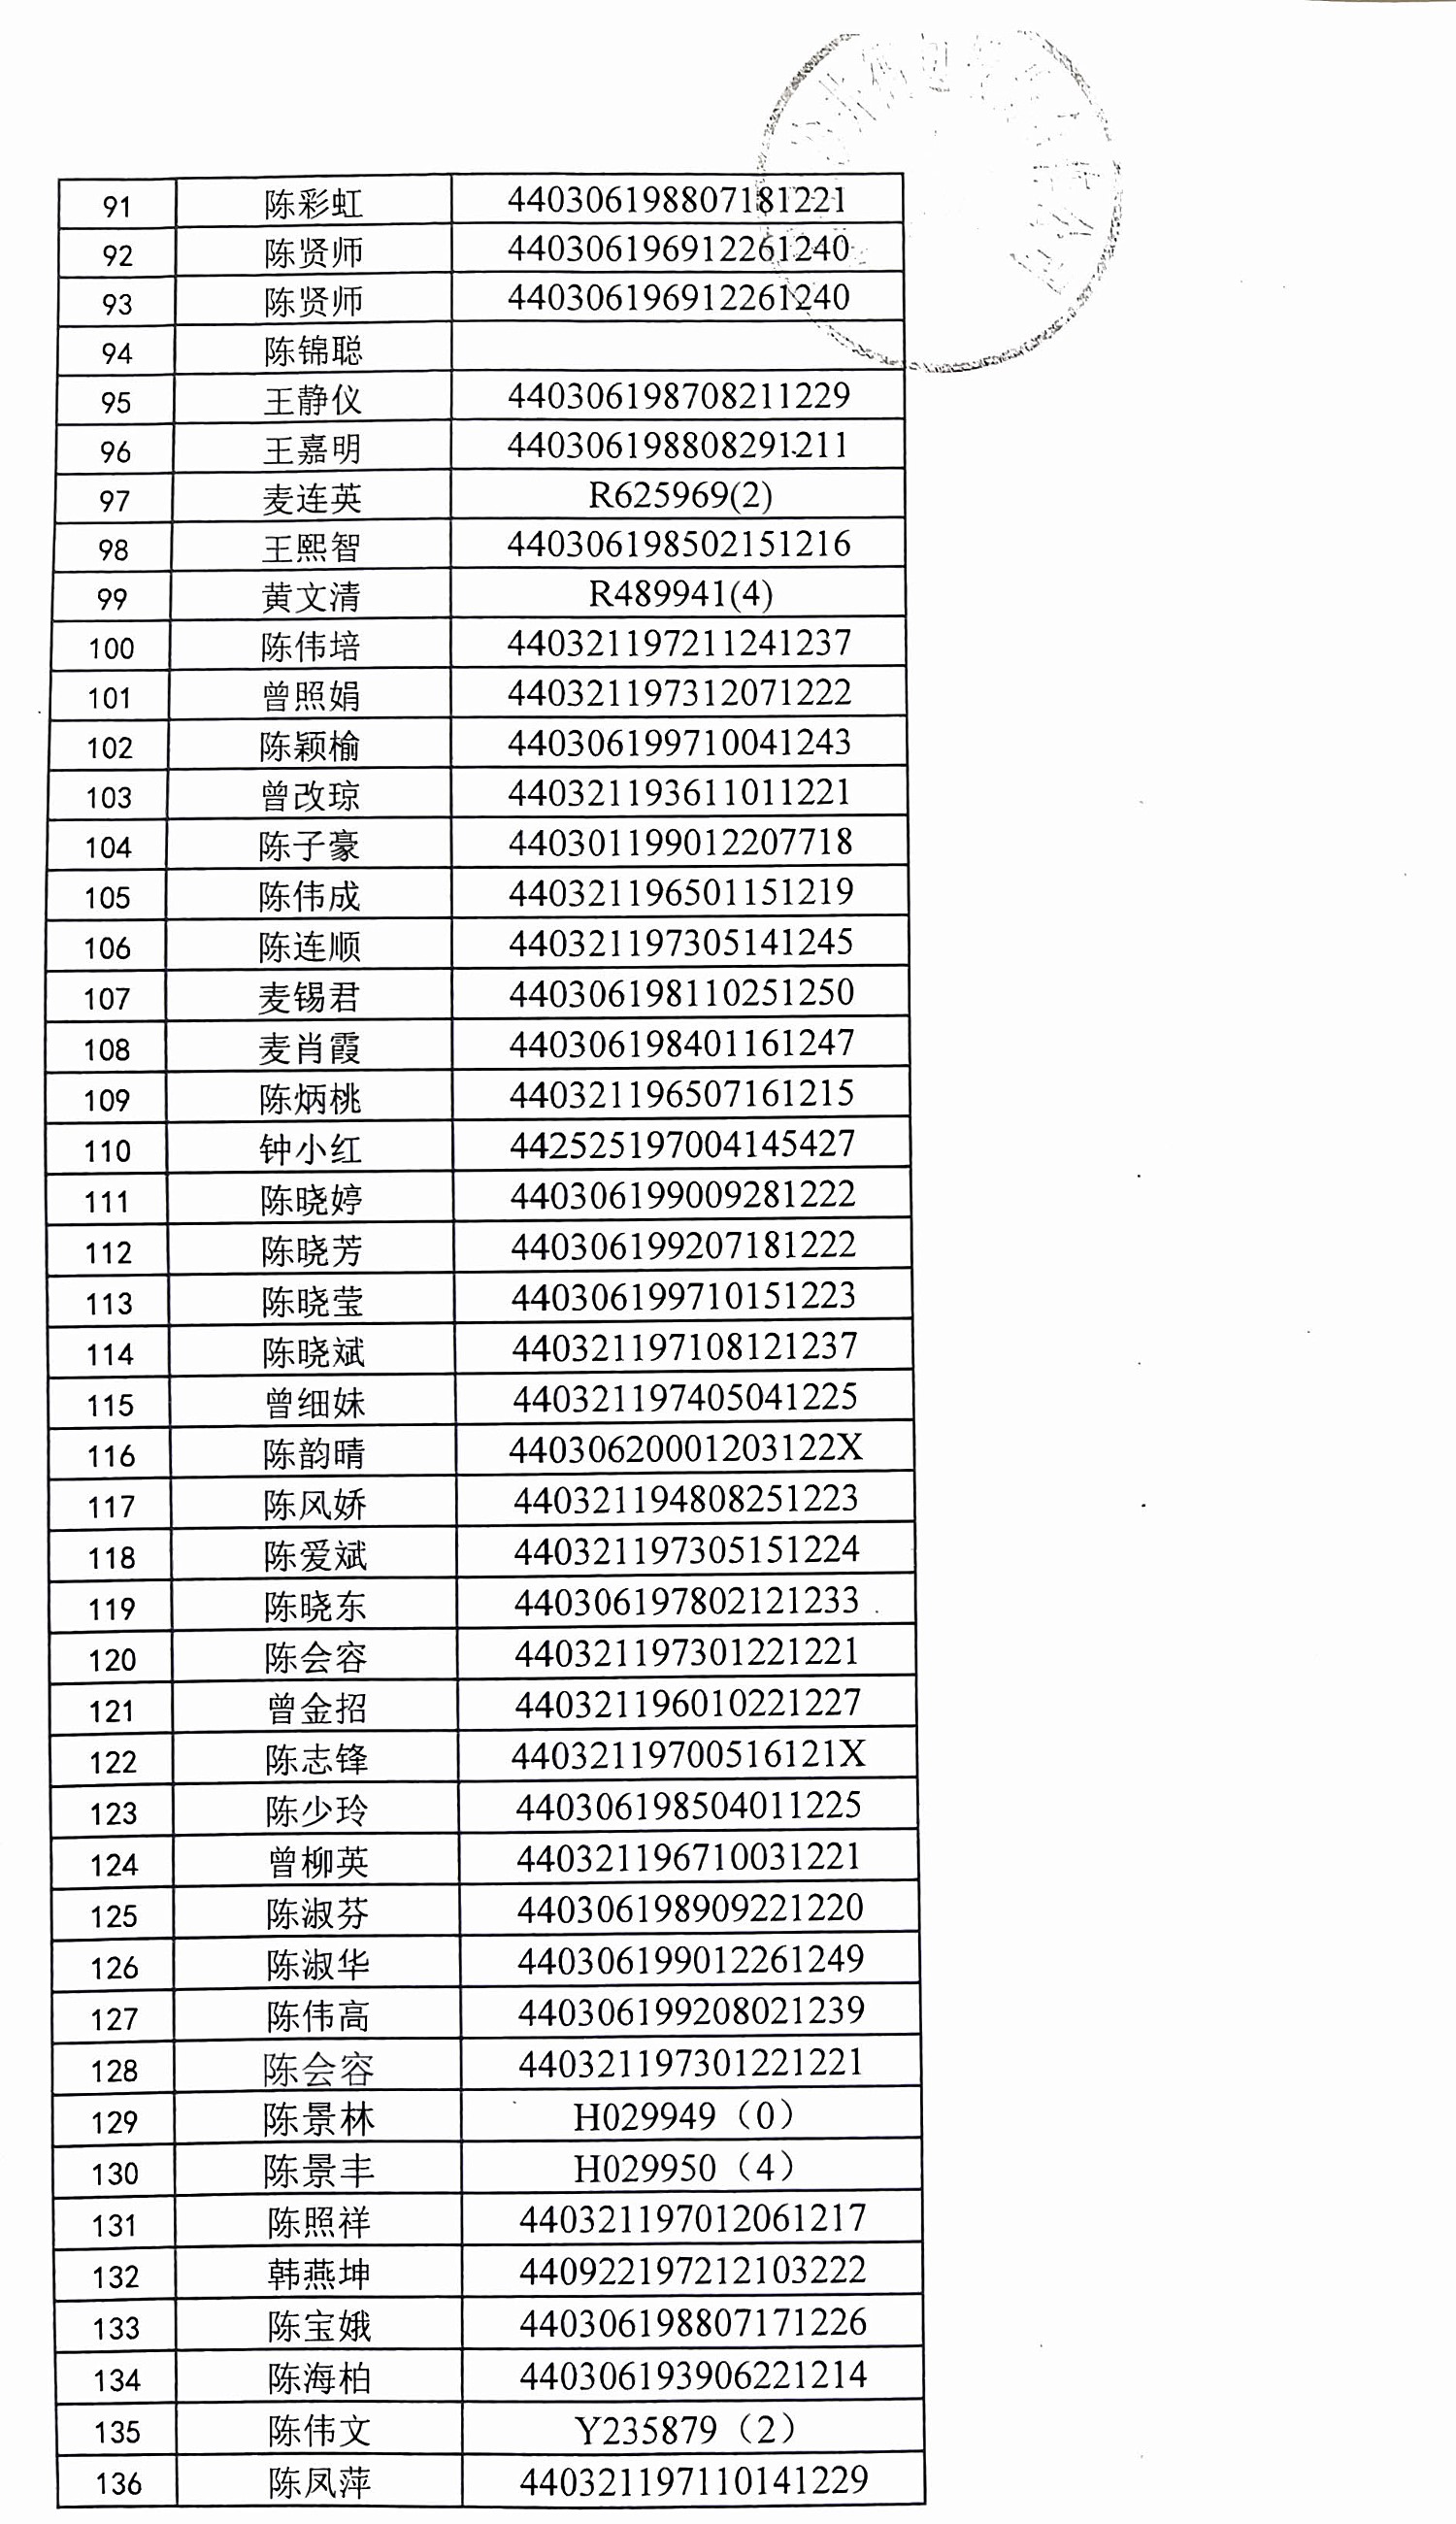 91 陈彩虹 440306198807181221
92 陈贤师 440306196912261240
93 陈贤师 440306196912261240
94 陈锦聪
95 王静仪 440306198708211229
96 王嘉明 440306198808291211
97 麦连英 R625969(2)
98 王熙智 440306198502151216
99 黄文清 R489941(4)
100 陈伟培 440321197211241237
101 曾照娟 440321197312071222
102 陈颖榆 440306199710041243
103 曾改琼 440321193611011221
104 陈子豪 440301199012207718
105 陈伟成 440321196501151219
106 陈连顺 440321197305141245
107 麦锡君 440306198110251250
108 麦肖霞 440306198401161247
109 陈炳桃 440321196507161215
110 钟小红 442525197004145427
111 陈晓婷 440306199009281222
112 陈晓芳 440306199207181222
113 陈晓莹 440306199710151223
114 陈晓斌 440321197108121237
115 曾细妹 440321197405041225
116 陈韵晴 44030620001203122X
117 陈风娇 440321194808251223
118 陈爱斌 440321197305151224
119 陈晓东 440306197802121233
120 陈会容 440321197301221221
121 曾金招 440321196010221227
122 陈志锋 44032119700516121X
123 陈少玲 440306198504011225
124 曾柳英 440321196710031221
125 陈淑芬 440306198909221220
126 陈淑华 440306199012261249
127 陈伟高 440306199208021239
128 陈会容 440321197301221221
129 陈景林 H029949（0）
130 陈景丰 H029950（4）
131 陈照祥 440321197012061217
132 韩燕坤 440922197212103222
133 陈宝娥 440306198807171226
134 陈海柏 440306193906221214
135 陈伟文 Y235879（2）
136 陈凤萍 440321197110141229